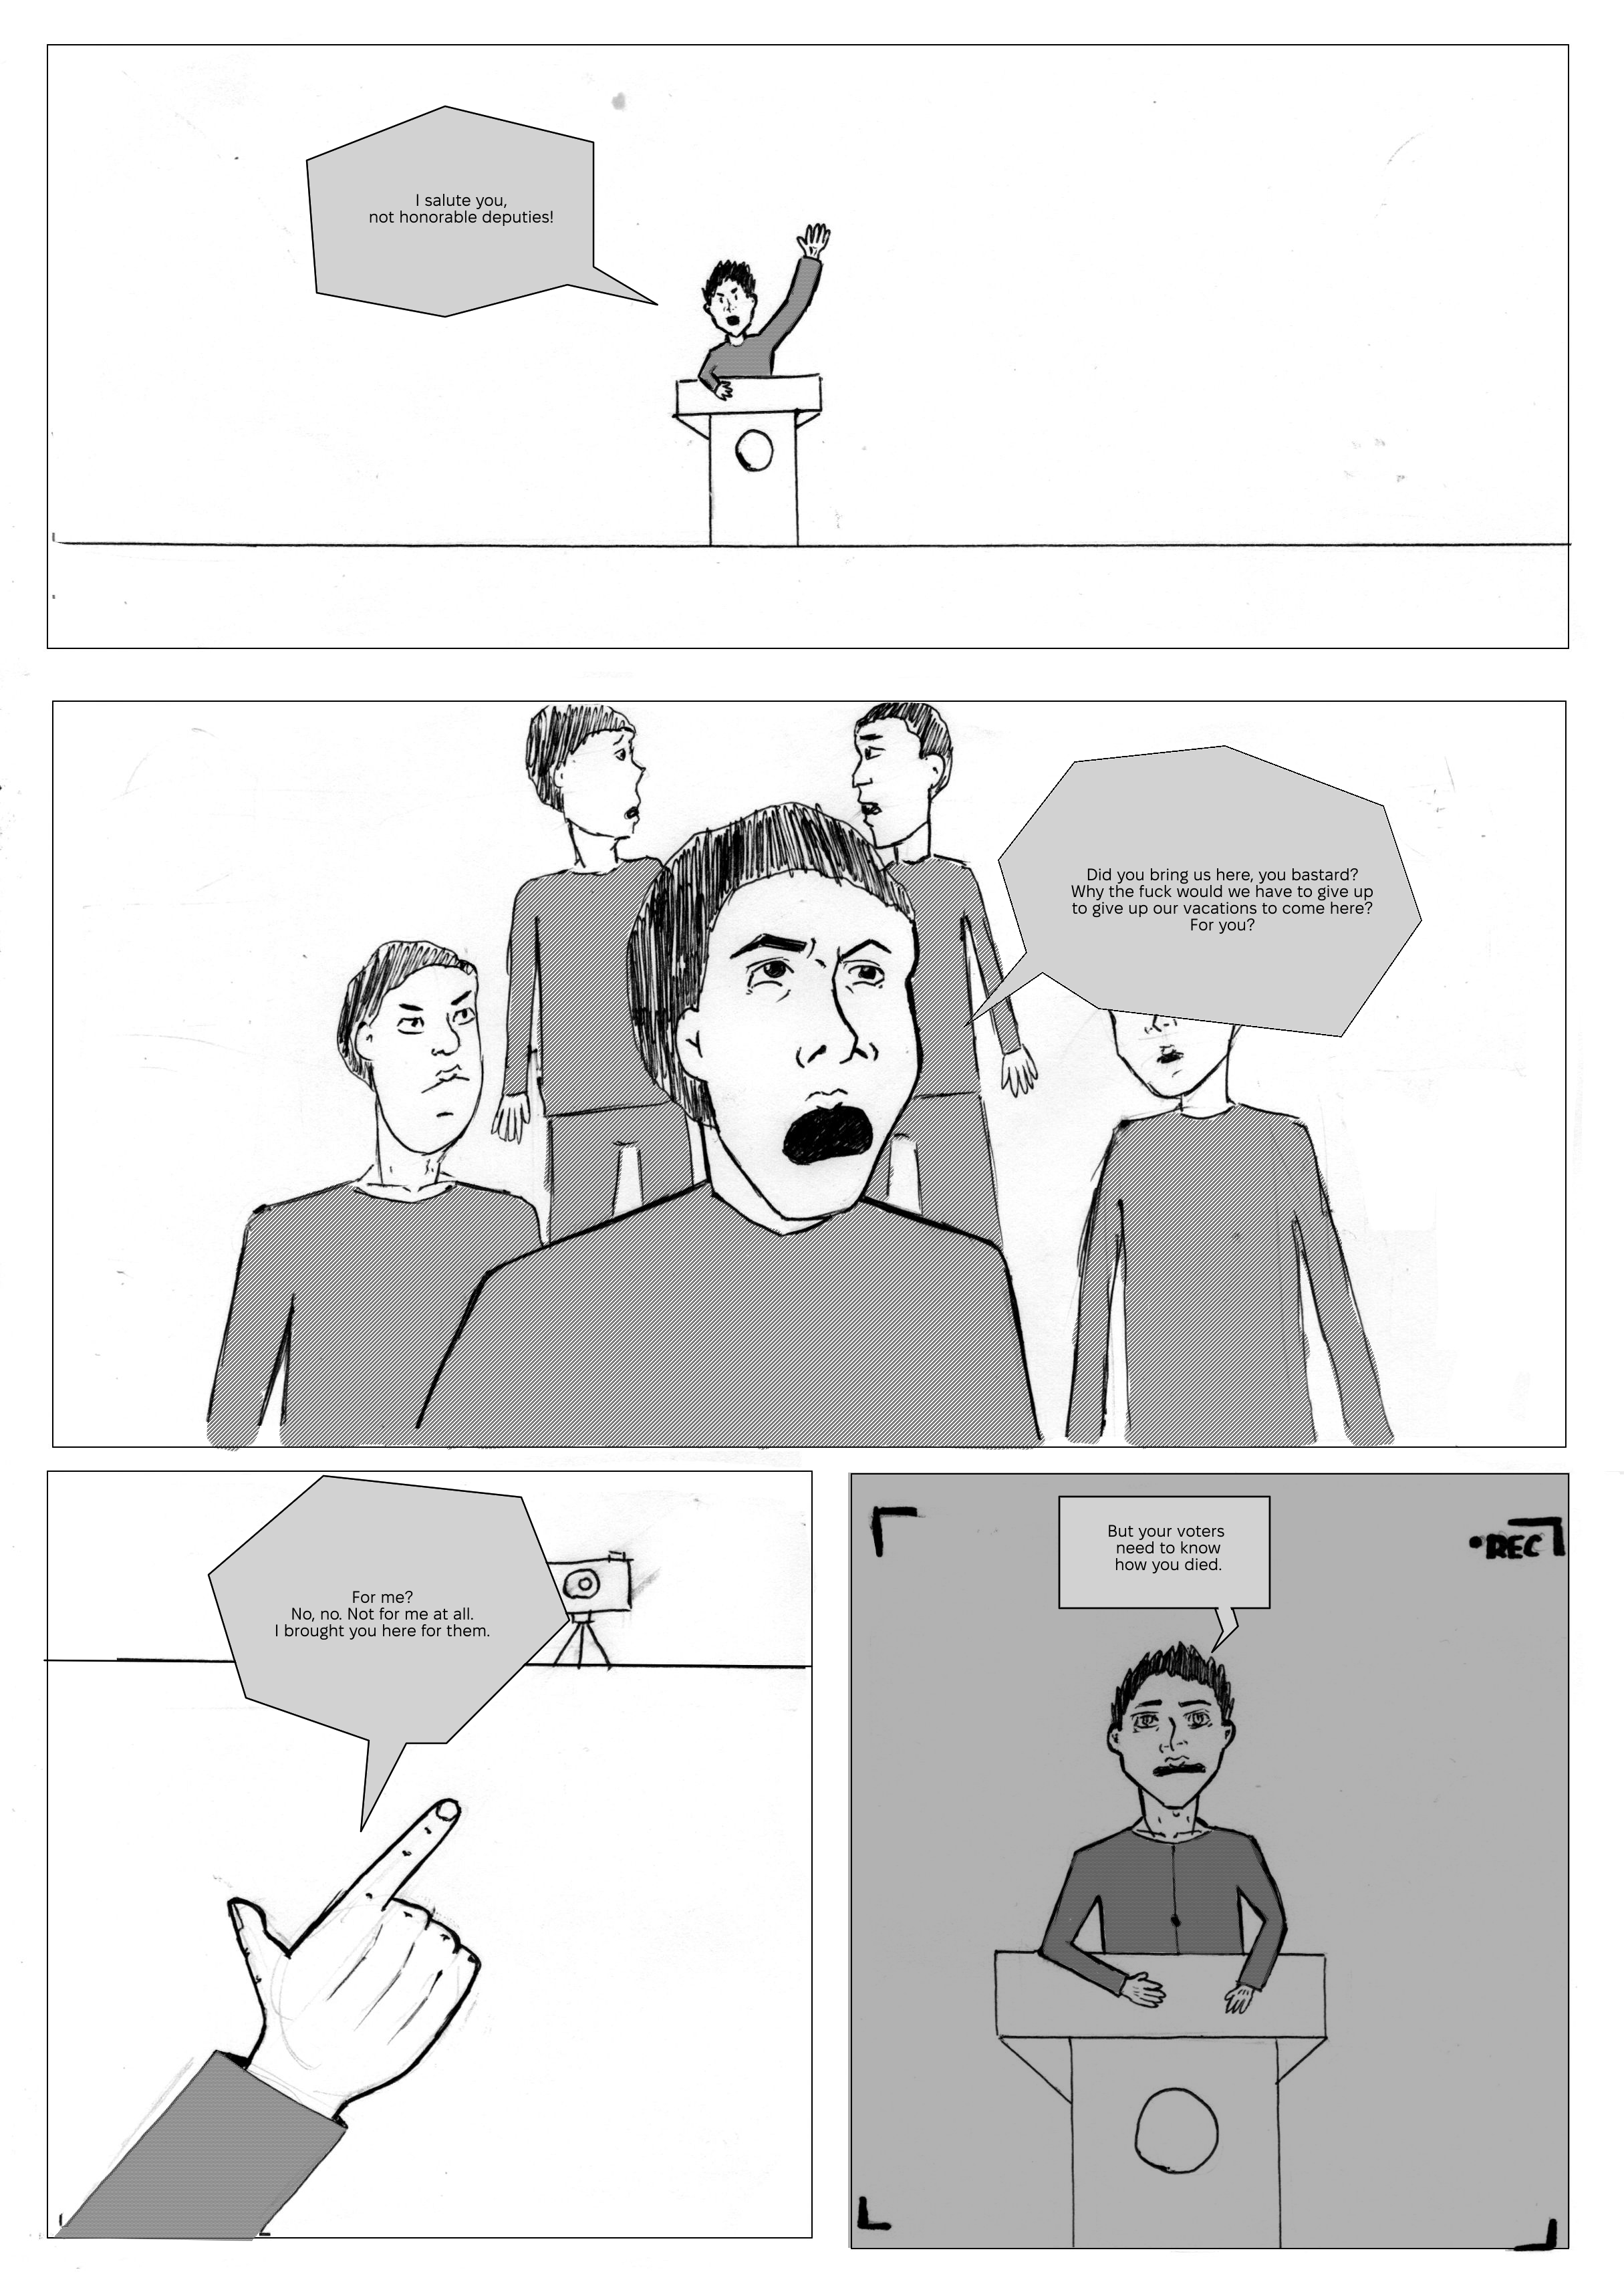 I salute you,
not honorable deputies!
Did you bring us here, you bastard?
Why the fuck would we have to give up
to give up our vacations to come here?
For you?
For me?
No, no. Not for me at all.
I brought you here for them.
But your voters
need to know
how you died.
•REC